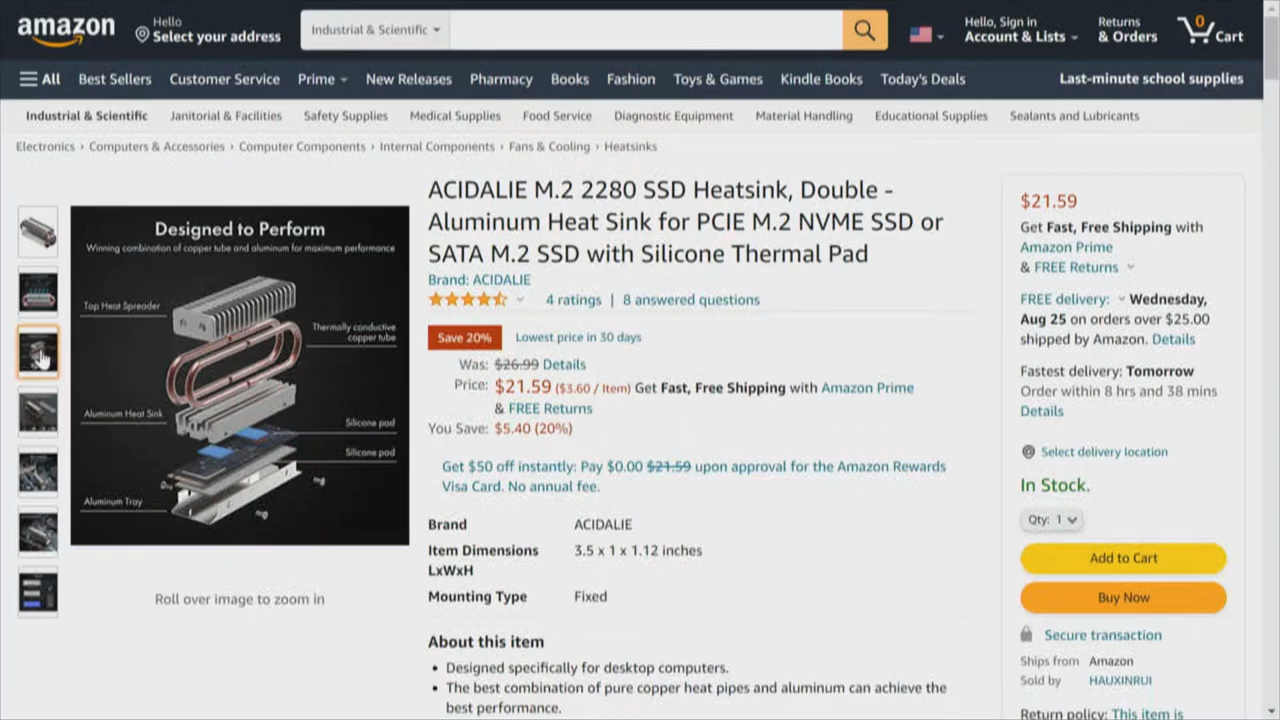 amazon
Hello
Select your address
Industrial & Scientific
Hello, Sign in
Account & Lists
Returns
& Orders
0
Cart
All
Best Sellers
Customer Service
Prime
New Releases
Pharmacy
Books
Fashion
Toys & Games
Kindle Books
Today's Deals
Last-minute school supplies
Industrial & Scientific
Janitorial & Facilities
Safety Supplies
Medical Supplies
Food Service
Diagnostic Equipment
Material Handling
Educational Supplies
Sealants and Lubricants
Electronics › Computers & Accessories › Computer Components › Internal Components › Fans & Cooling › Heatsinks
Designed to Perform
Winning combination of copper tube and aluminum for maximum performance
Top Heat Spreader
Thermally conductive
copper tube
Aluminum Heat Sink
Silicone pad
Silicone pad
Aluminum Tray
Roll over image to zoom in
ACIDALIE M.2 2280 SSD Heatsink, Double -
Aluminum Heat Sink for PCIE M.2 NVME SSD or
SATA M.2 SSD with Silicone Thermal Pad
Brand: ACIDALIE
4 ratings | 8 answered questions
Save 20% Lowest price in 30 days
Was: $26.99 Details
Price: $21.59 ($3.60 / Item) Get Fast, Free Shipping with Amazon Prime
& FREE Returns
You Save: $5.40 (20%)
Get $50 off instantly: Pay $0.00 $21.59 upon approval for the Amazon Rewards
Visa Card. No annual fee.
Brand ACIDALIE
Item Dimensions 3.5 x 1 x 1.12 inches
LxWxH
Mounting Type Fixed
About this item
• Designed specifically for desktop computers.
• The best combination of pure copper heat pipes and aluminum can achieve the
best performance.
$21.59
Get Fast, Free Shipping with
Amazon Prime
& FREE Returns
FREE delivery: Wednesday,
Aug 25 on orders over $25.00
shipped by Amazon. Details
Fastest delivery: Tomorrow
Order within 8 hrs and 38 mins
Details
Select delivery location
In Stock.
Qty: 1
Add to Cart
Buy Now
Secure transaction
Ships from Amazon
Sold by HAUXINRUI
Return policy: This item is